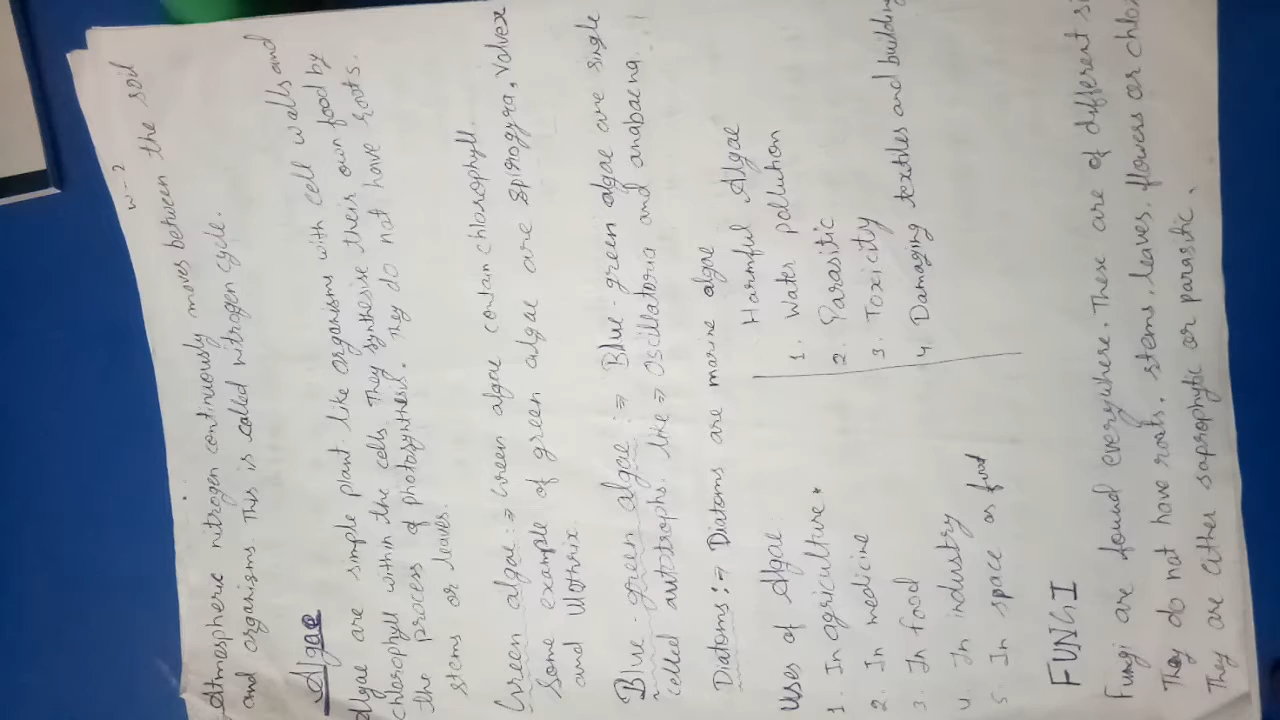 W-2
Atmospheric nitrogen continuously moves between the soil
and organisms. This is called nitrogen cycle.
Algae
Algae are simple plant like organisms with cell walls and
chlorophyll within the cells. They synthesise their own food by
the process of photosynthesis. They do not have roots.
stems or leaves.
Green algae :⇒ Green algae contain chlorophyll.
Some example of green algae are spirogyra, Volvex
and Ulothrix.
Blue-green algae :⇒ Blue-green algae are single
celled autotrophs. like ⇒ Oscillatoria and anabaena.
Diatoms :⇒ Diatoms are marine algae
Uses of Algae
1. In agriculture
2. In medicine
3. In food
4 In industry
5. In space as food
Harmful Algae
1. Water pollution
2. Parasitic
3. Toxicity
4 Damaging textiles and building
FUNGI
Fungi are found everywhere. These are of different
They do not have roots. stems, leaves, flowers or
They are either saprophytic or parasitic.